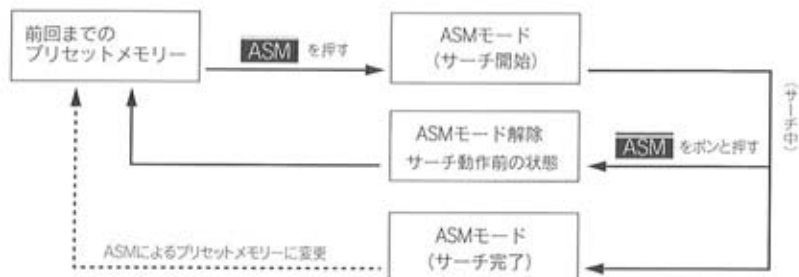 前回までの
プリセットメモリー
ASM を押す
ASMモード
(サーチ開始)
(サーチ中)
ASMモード解除
サーチ動作前の状態
ASM をポンと押す
ASMによるプリセットメモリーに変更
ASMモード
(サーチ完了)